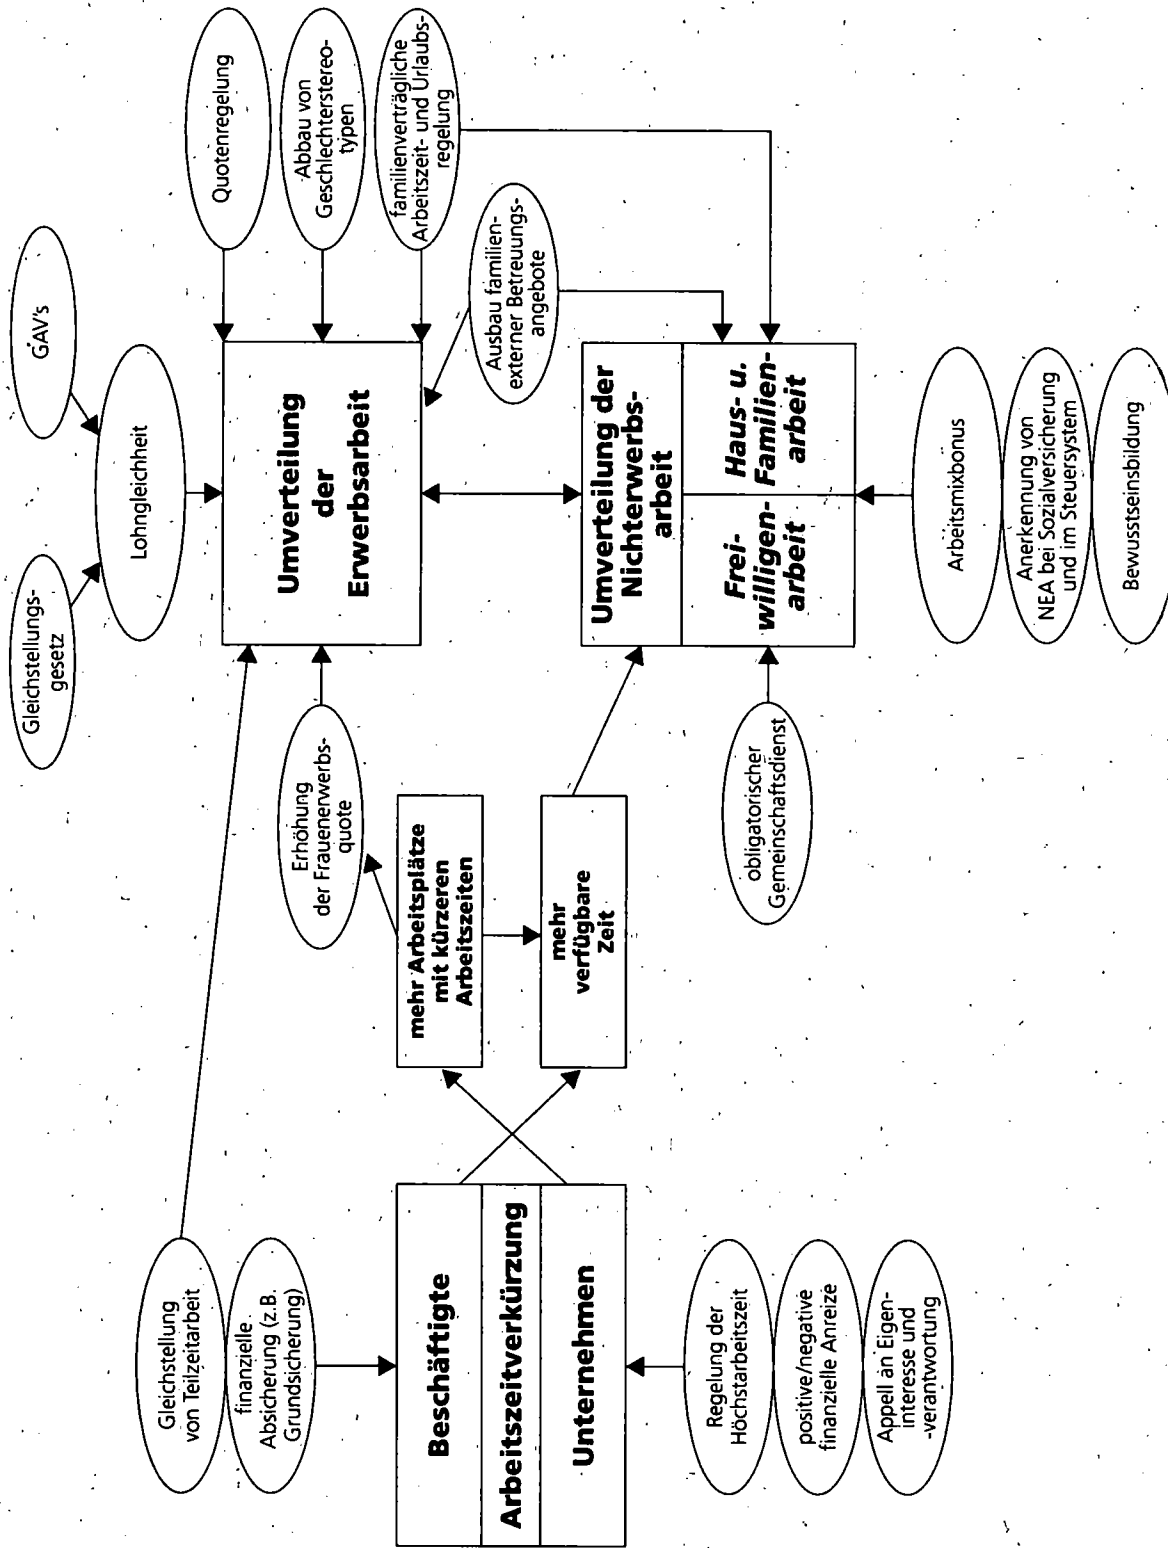 Gleichstellungs-
gesetz
GAV's
Lohngleichheit
Gleichstellung
von Teilzeitarbeit
finanzielle
Absicherung (z.B.
Grundsicherung)
Beschäftigte
Arbeitszeitverkürzung
Unternehmen
Regelung der
Höchstarbeitszeit
positive/negative
finanzielle Anreize
Appell an Eigen-
interesse und
-verantwortung
Erhöhung
der Frauenerwerbs-
quote
mehr Arbeitsplätze
mit kürzeren
Arbeitszeiten
mehr
verfügbare
Zeit
obligatorischer
Gemeinschaftsdienst
Umverteilung
der
Erwerbsarbeit
Umverteilung der
Nichterwerbs-
arbeit
Frei-
willigen-
arbeit
Haus- u.
Familien-
arbeit
Quotenregelung
Abbau von
Geschlechterstereo-
typen
familienverträgliche
Arbeitszeit- und Urlaubs-
regelung
Ausbau familien-
externer Betreuungs-
angebote
Arbeitsmixbonus
Anerkennung von
NEA bei Sozialversicherung
und im Steuersystem
Bewusstseinsbildung